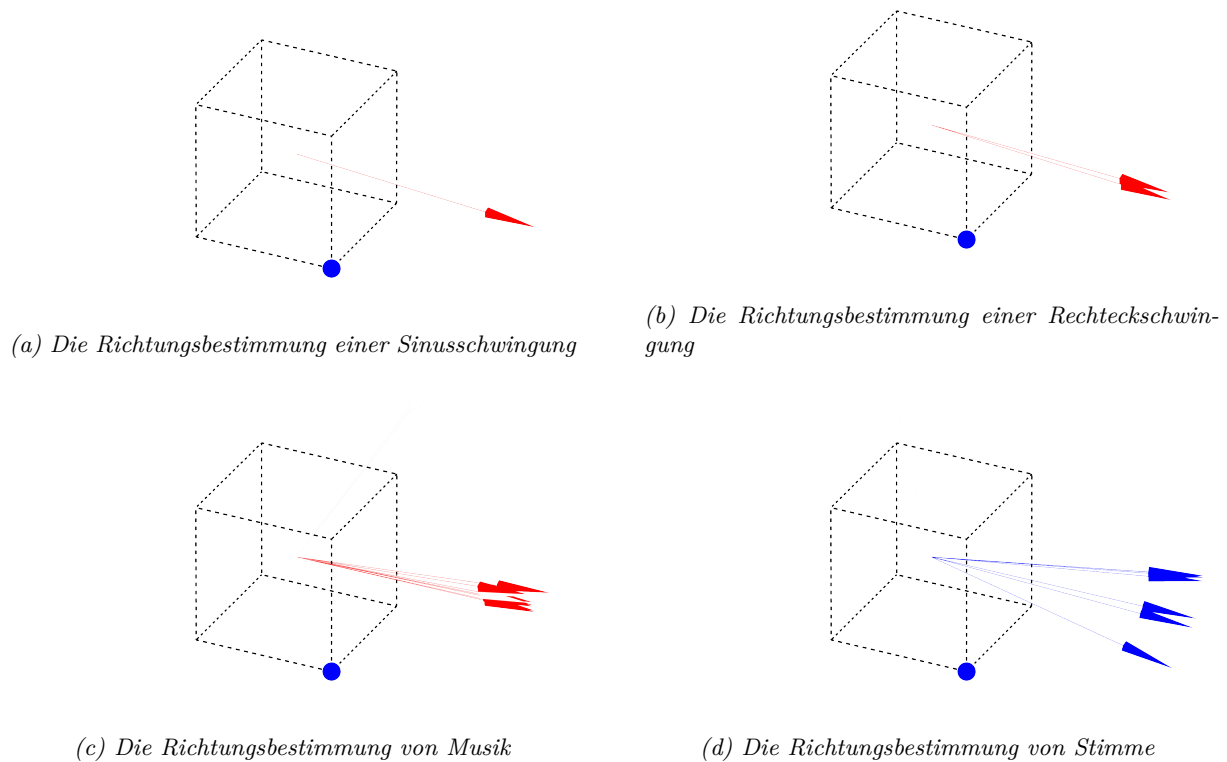 (a) Die Richtungsbestimmung einer Sinusschwingung
(b) Die Richtungsbestimmung einer Rechteckschwin-
gung
(c) Die Richtungsbestimmung von Musik
(d) Die Richtungsbestimmung von Stimme